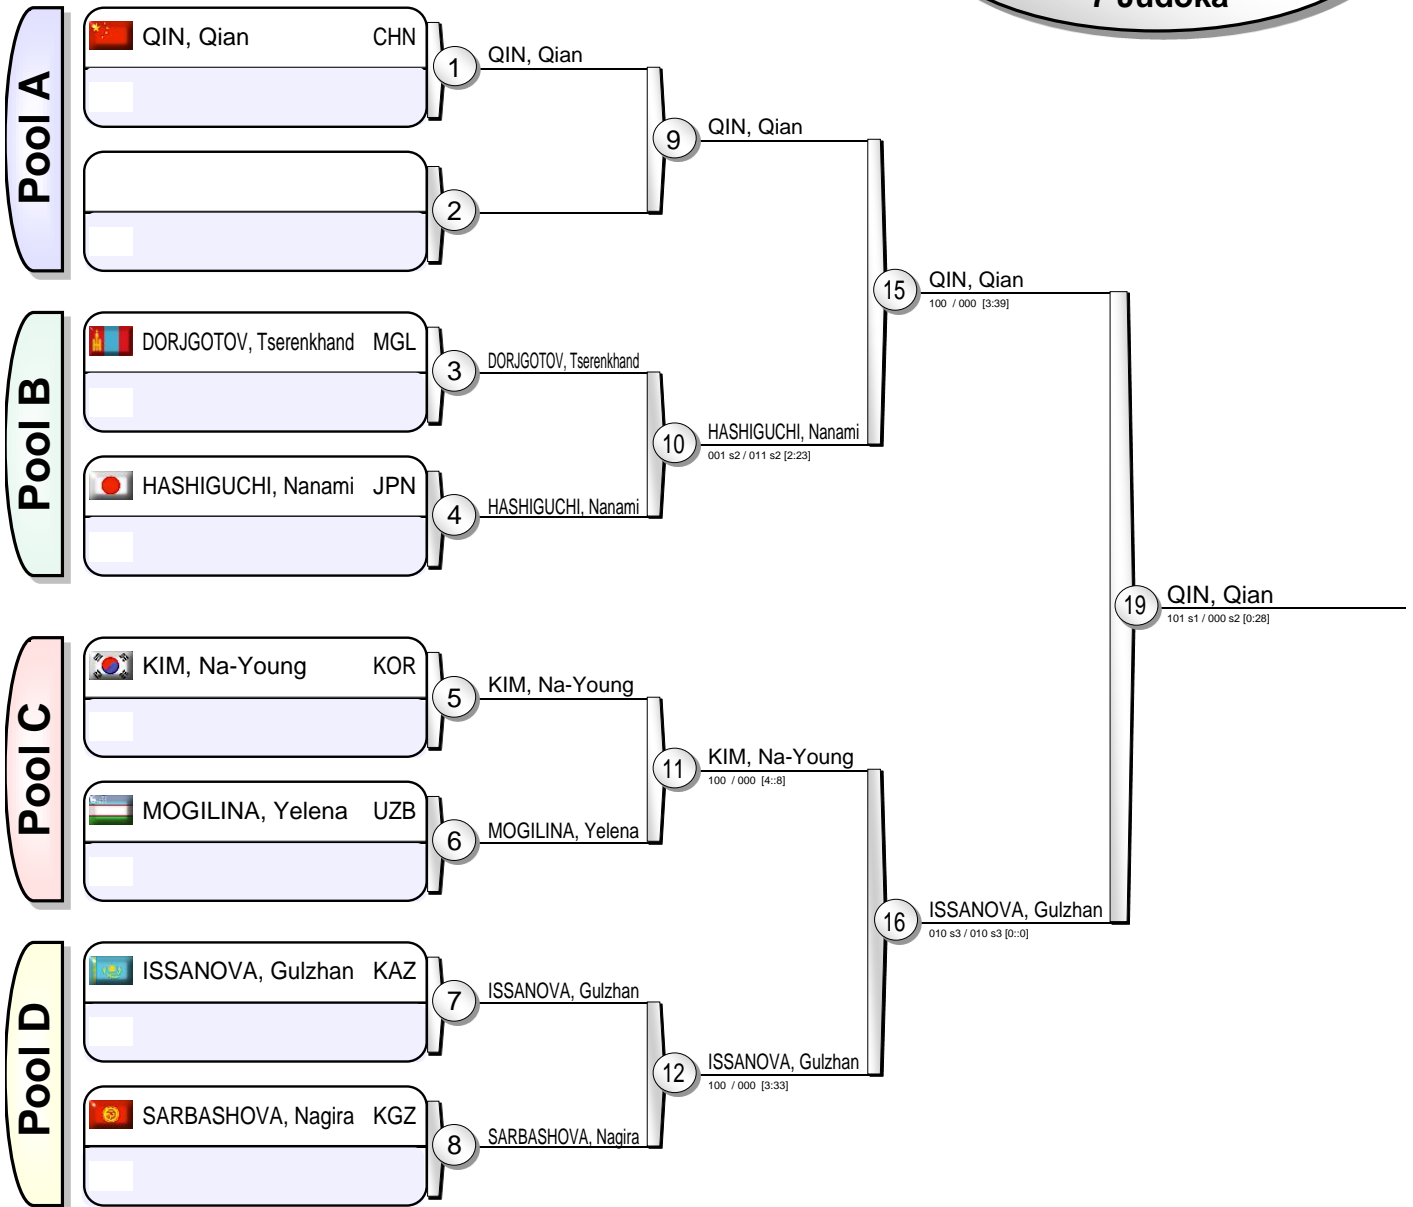 7 Judoka
Pool A
QIN, Qian CHN
1
QIN, Qian
2
9
QIN, Qian
Pool B
DORJGOTOV, Tserenkhand MGL
3
DORJGOTOV, Tserenkhand
HASHIGUCHI, Nanami JPN
4
HASHIGUCHI, Nanami
10
HASHIGUCHI, Nanami
001 s2 / 011 s2 [2:23]
15
QIN, Qian
100 / 000 [3:39]
Pool C
KIM, Na-Young KOR
5
KIM, Na-Young
MOGILINA, Yelena UZB
6
MOGILINA, Yelena
11
KIM, Na-Young
100 / 000 [4::8]
Pool D
ISSANOVA, Gulzhan KAZ
7
ISSANOVA, Gulzhan
SARBASHOVA, Nagira KGZ
8
SARBASHOVA, Nagira
12
ISSANOVA, Gulzhan
100 / 000 [3:33]
16
ISSANOVA, Gulzhan
010 s3 / 010 s3 [0::0]
19
QIN, Qian
101 s1 / 000 s2 [0:28]